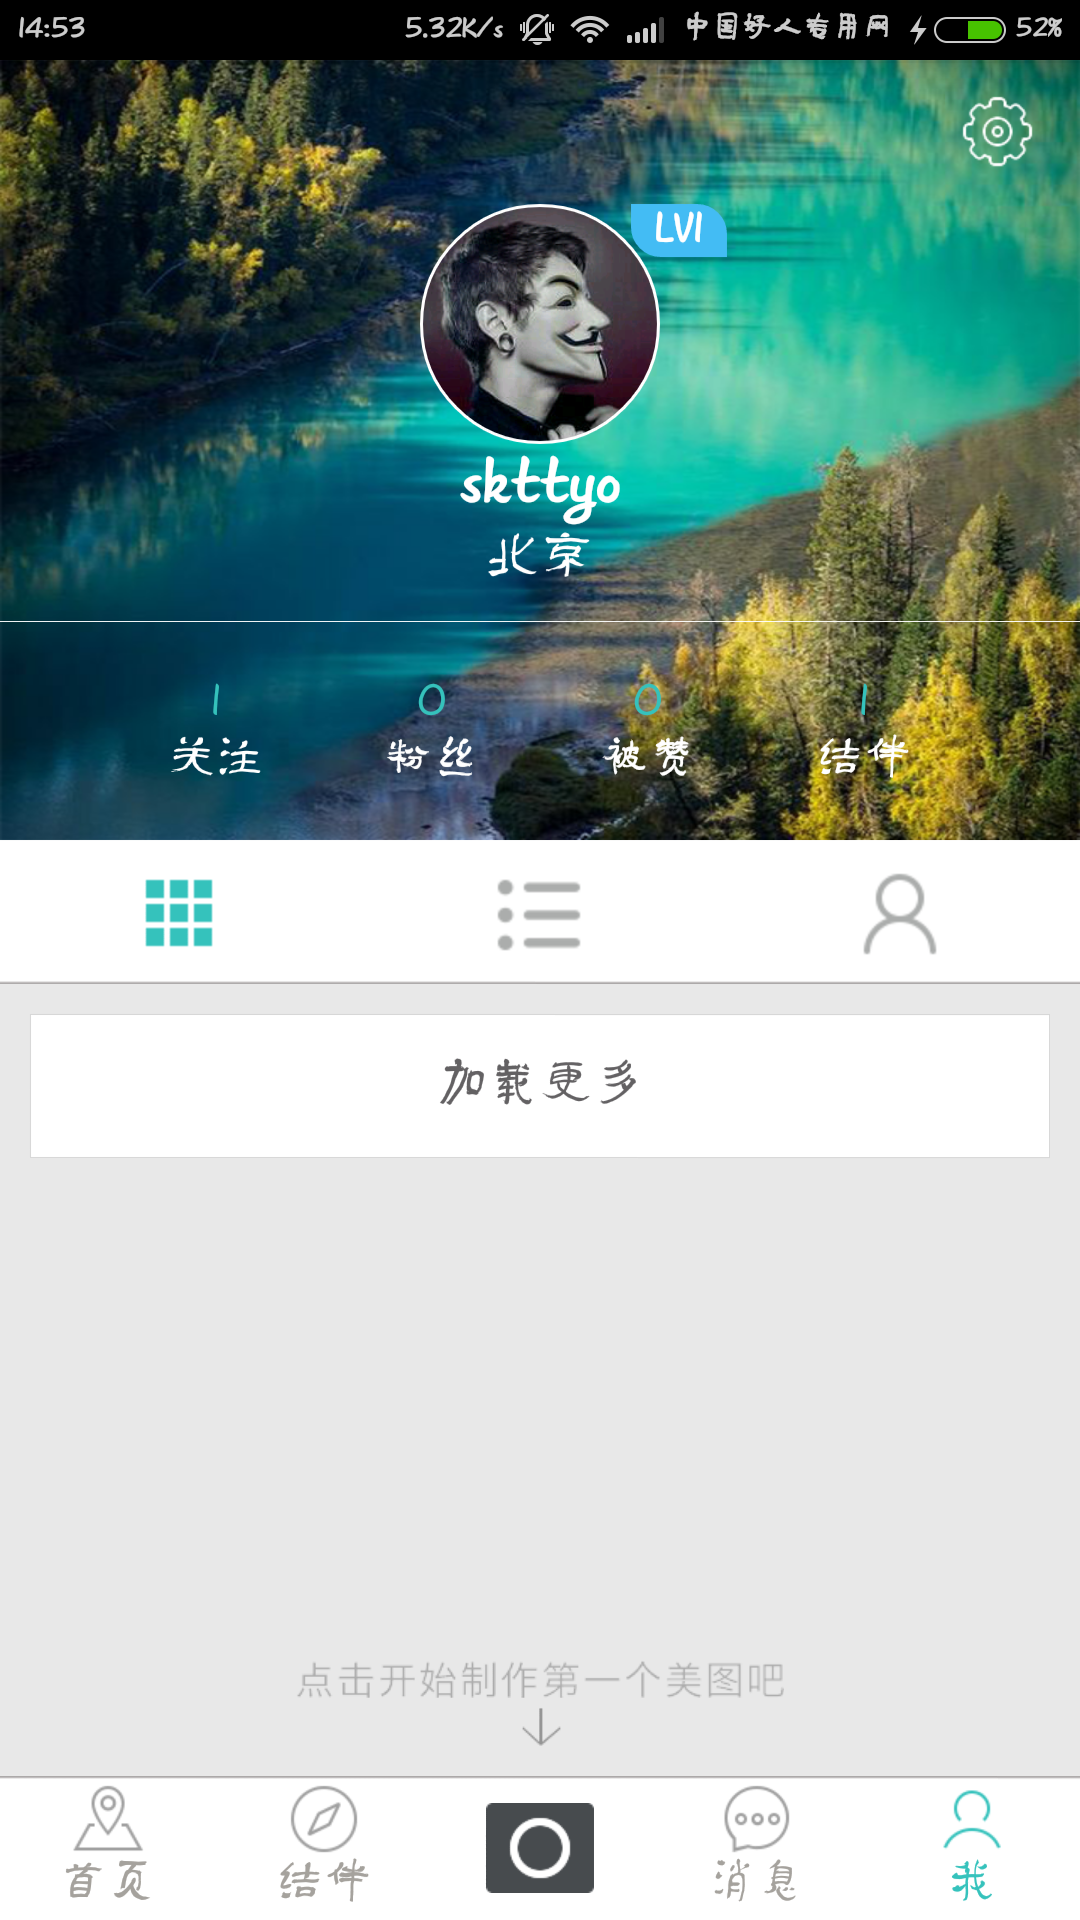 14:53 5.32K/s 中国好人专用网 52%
LV1
skttyo
北京
1 0 0 1
关注 粉丝 被赞 结伴
加载更多
点击开始制作第一个美图吧
首页 结伴 消息 我